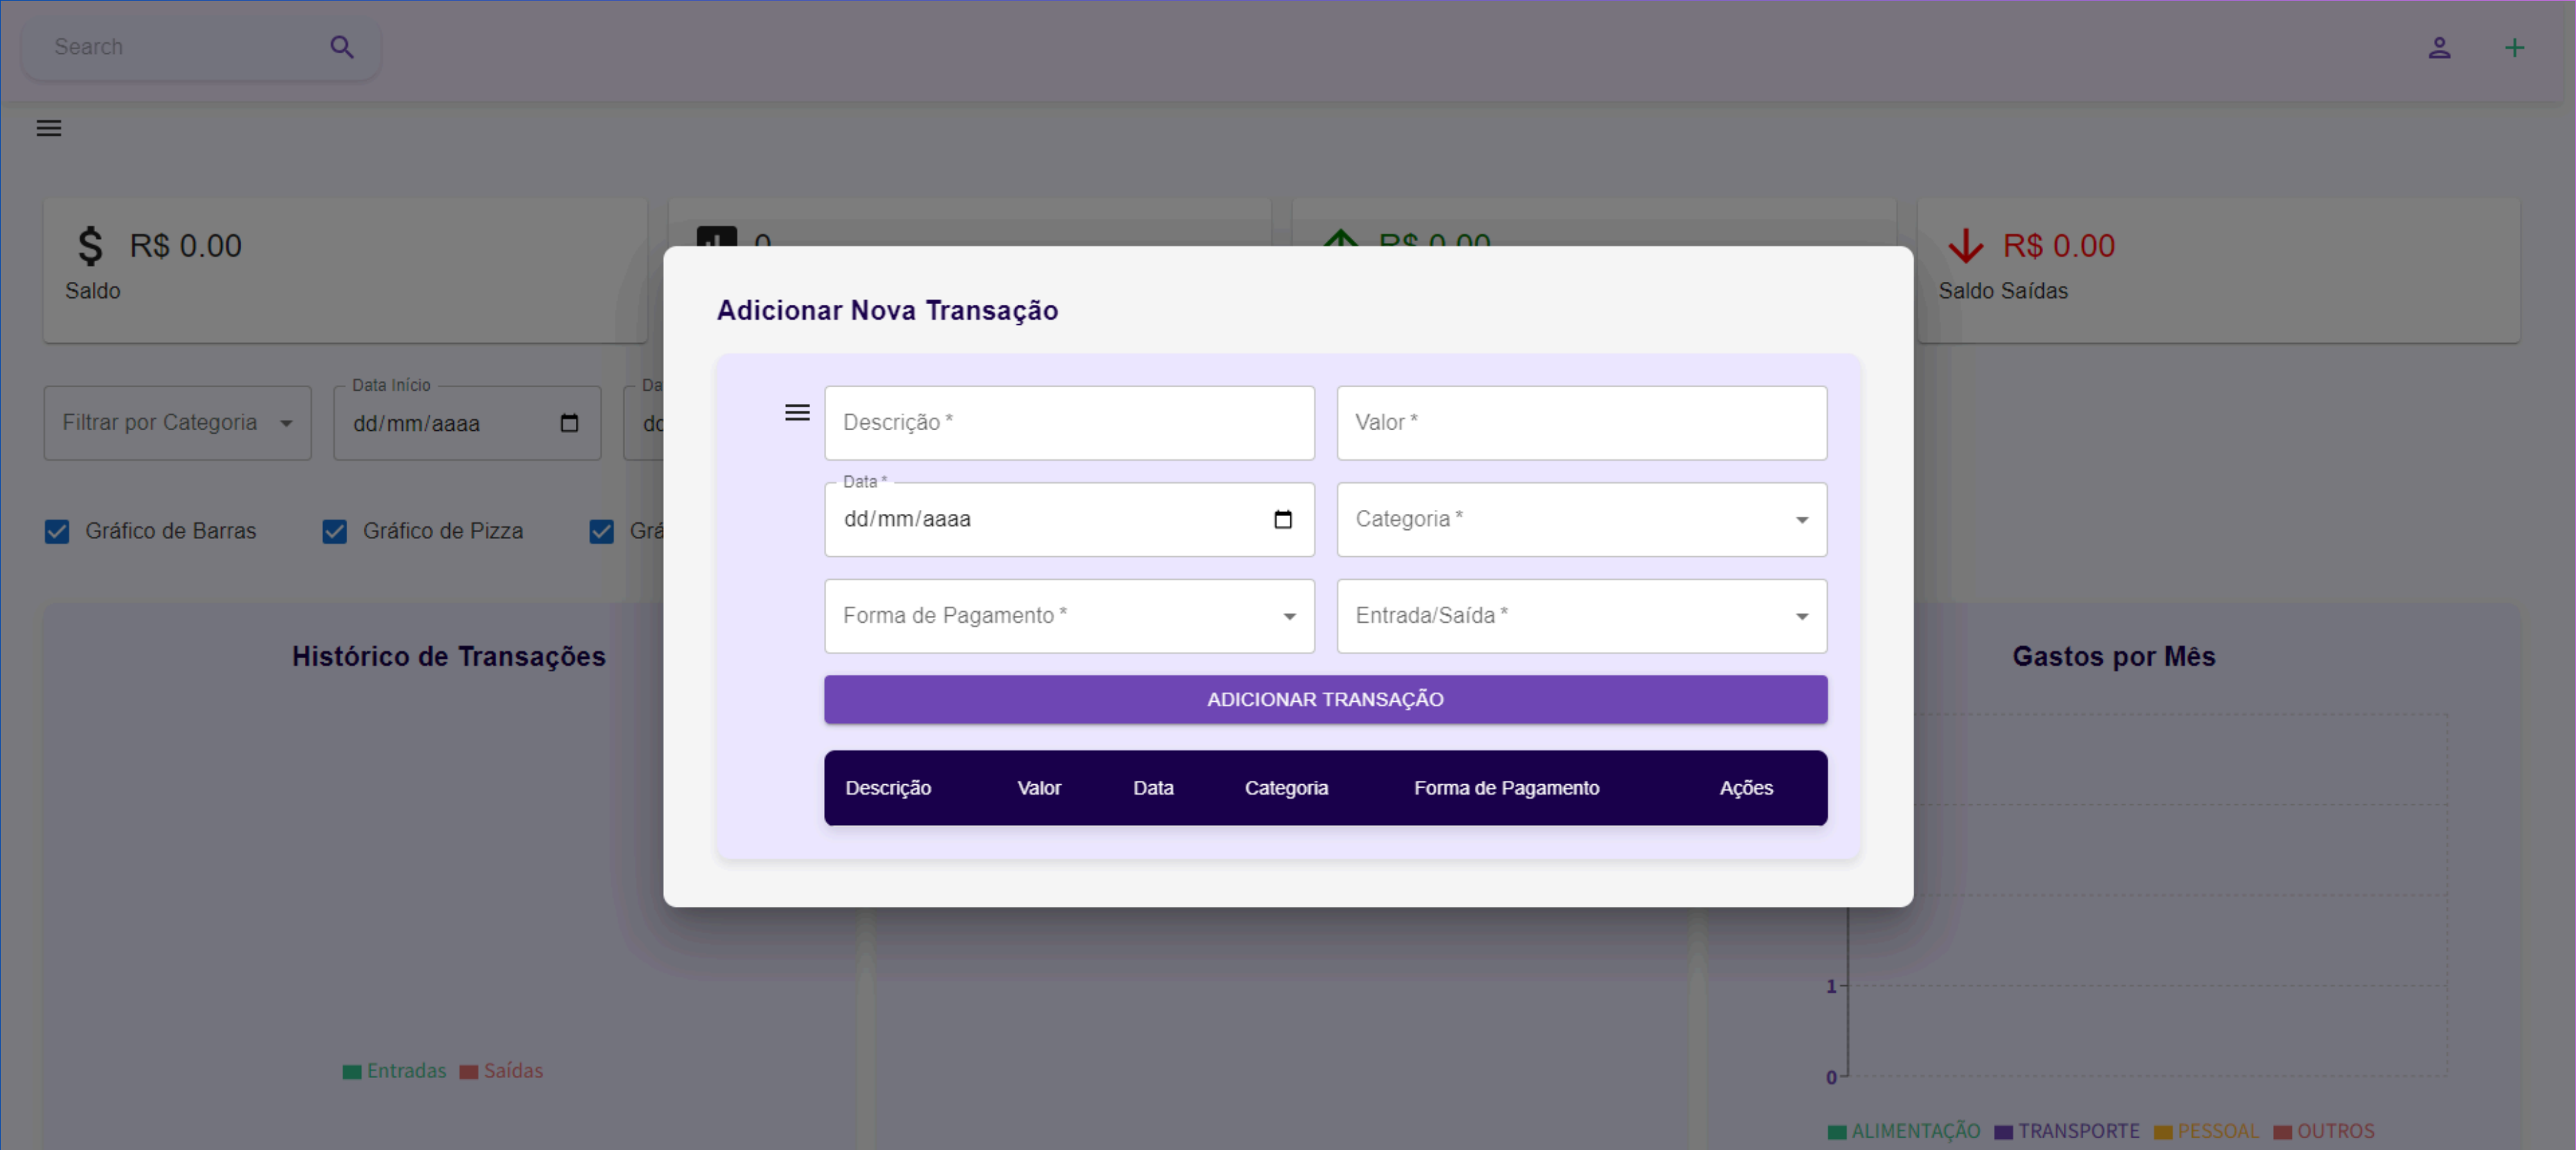 Search
R$ 0.00
Saldo
0
R$ 0.00
R$ 0.00
Saldo Saídas
Filtrar por Categoria
Data Início
dd/mm/aaaa
Gráfico de Barras
Gráfico de Pizza
Histórico de Transações
Entradas Saídas
Gastos por Mês
1
0
ALIMENTAÇÃO TRANSPORTE PESSOAL OUTROS
Adicionar Nova Transação
Descrição *
Valor *
Data *
dd/mm/aaaa
Categoria *
Forma de Pagamento *
Entrada/Saída *
ADICIONAR TRANSAÇÃO
Descrição Valor Data Categoria Forma de Pagamento Ações